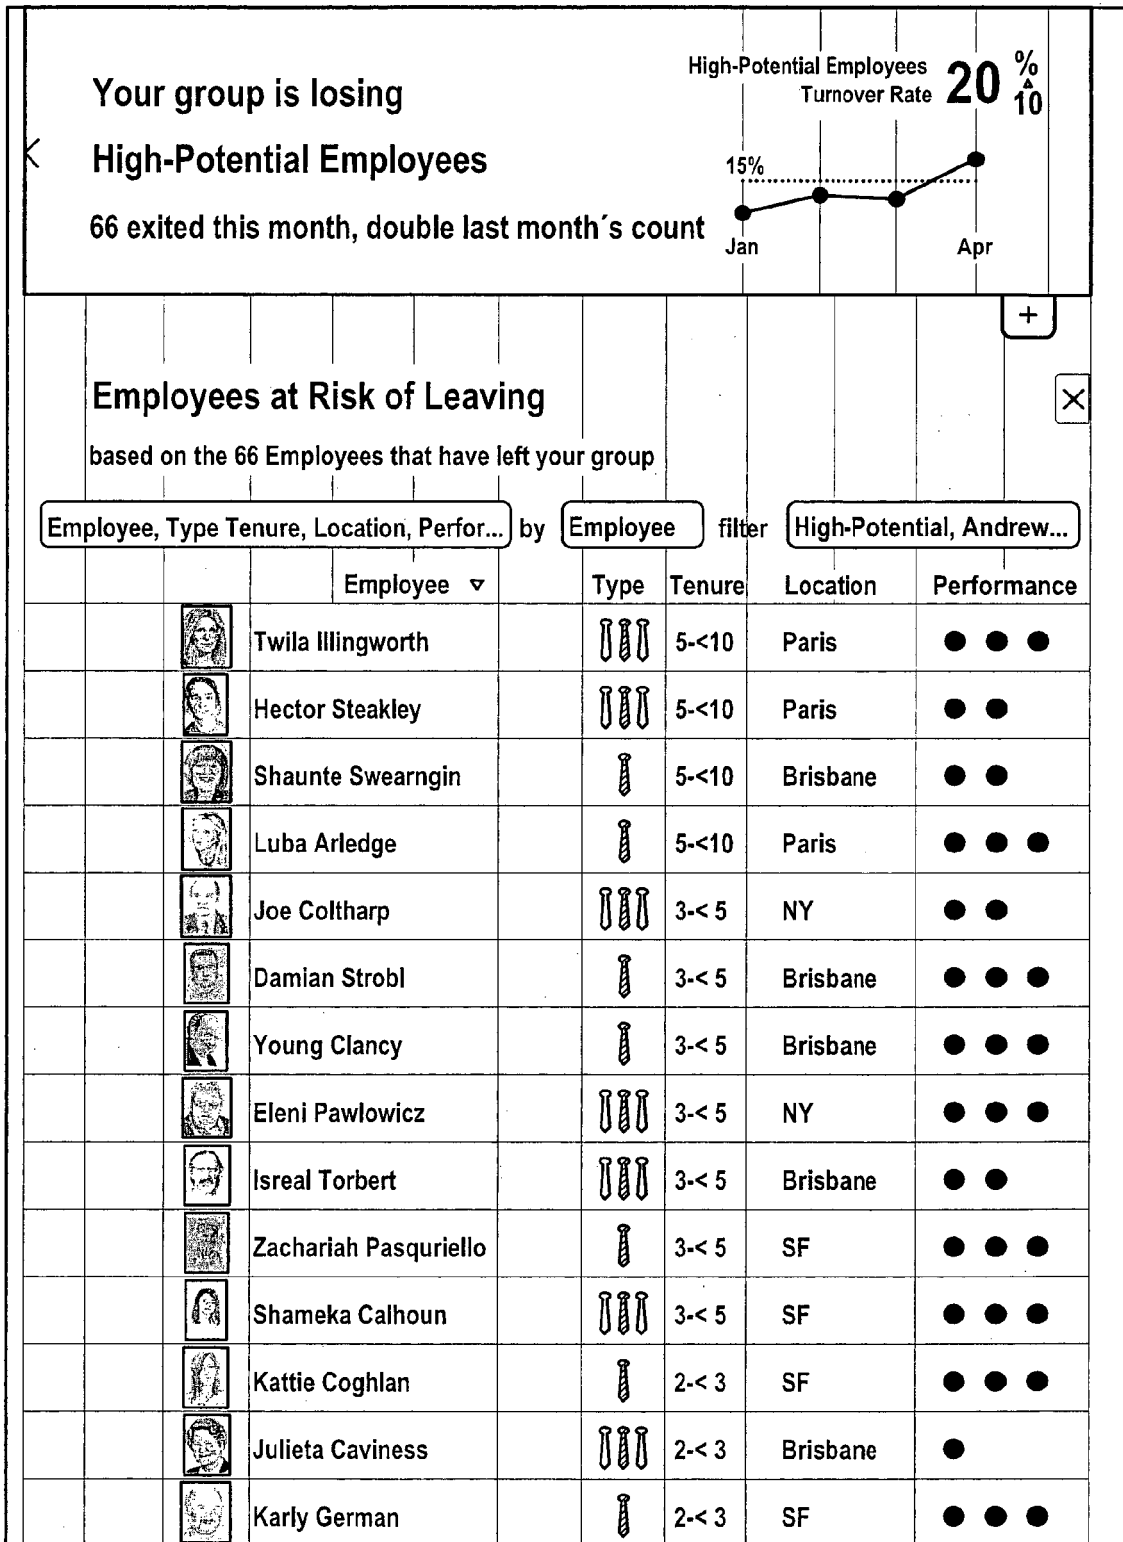 Your group is losing
High-Potential Employees
66 exited this month, double last month´s count
High-Potential Employees
Turnover Rate
20 %
10
15%
Jan
Apr
+
Employees at Risk of Leaving
based on the 66 Employees that have left your group
Employee, Type Tenure, Location, Perfor... by Employee filter High-Potential, Andrew...
Employee Type Tenure Location Performance
Twila Illingworth 5-<10 Paris
Hector Steakley 5-<10 Paris
Shaunte Swearngin 5-<10 Brisbane
Luba Arledge 5-<10 Paris
Joe Coltharp 3-< 5 NY
Damian Strobl 3-< 5 Brisbane
Young Clancy 3-< 5 Brisbane
Eleni Pawlowicz 3-< 5 NY
Isreal Torbert 3-< 5 Brisbane
Zachariah Pasquriello 3-< 5 SF
Shameka Calhoun 3-< 5 SF
Kattie Coghlan 2-< 3 SF
Julieta Caviness 2-< 3 Brisbane
Karly German 2-< 3 SF